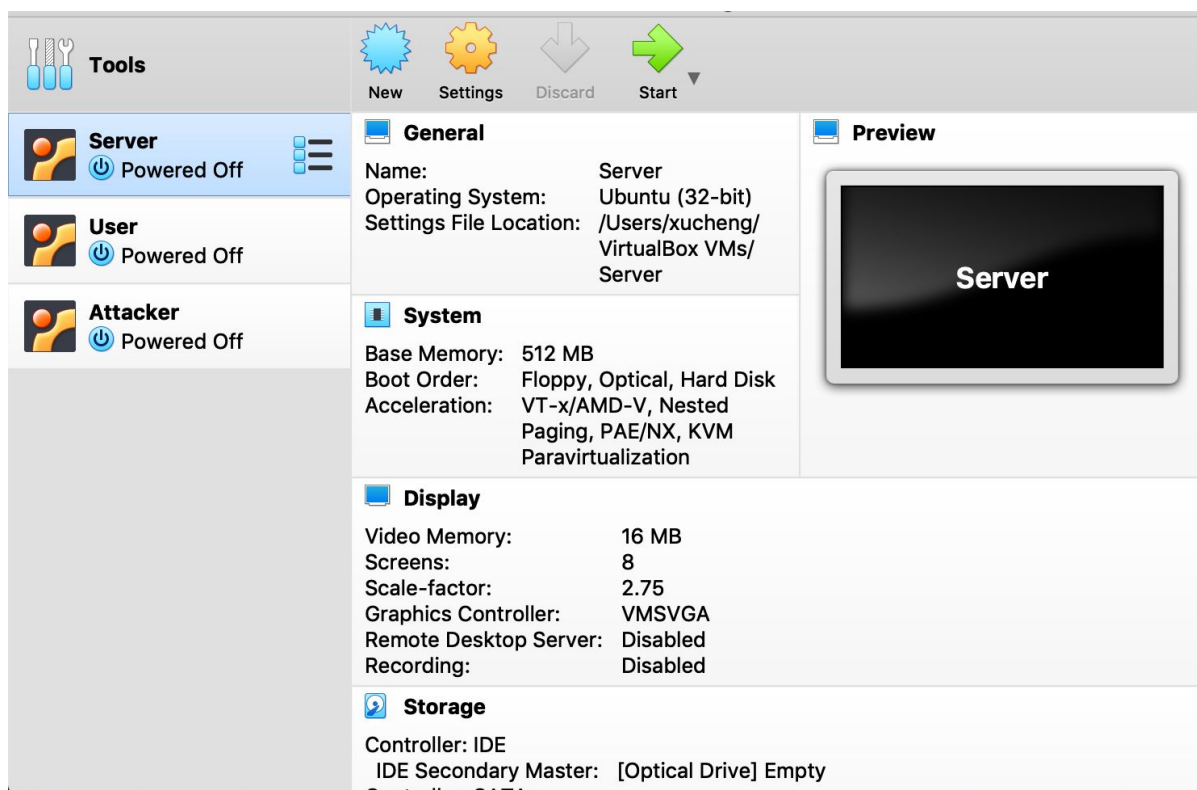 Tools
New Settings Discard Start
Server
Powered Off
User
Powered Off
Attacker
Powered Off
General
Name: Server
Operating System: Ubuntu (32-bit)
Settings File Location: /Users/xucheng/
VirtualBox VMs/
Server
Preview
Server
System
Base Memory: 512 MB
Boot Order: Floppy, Optical, Hard Disk
Acceleration: VT-x/AMD-V, Nested
Paging, PAE/NX, KVM
Paravirtualization
Display
Video Memory: 16 MB
Screens: 8
Scale-factor: 2.75
Graphics Controller: VMSVGA
Remote Desktop Server: Disabled
Recording: Disabled
Storage
Controller: IDE
IDE Secondary Master: [Optical Drive] Empty